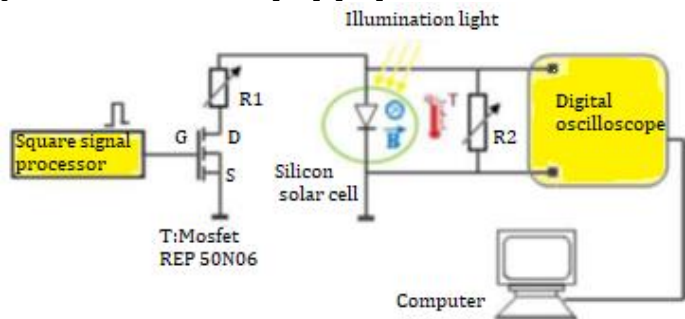 Illumination light
R1
G
D
S
Square signal
processor
T
B
R2
Digital
oscilloscope
Silicon
solar cell
T:Mosfet
REP 50N06
Computer